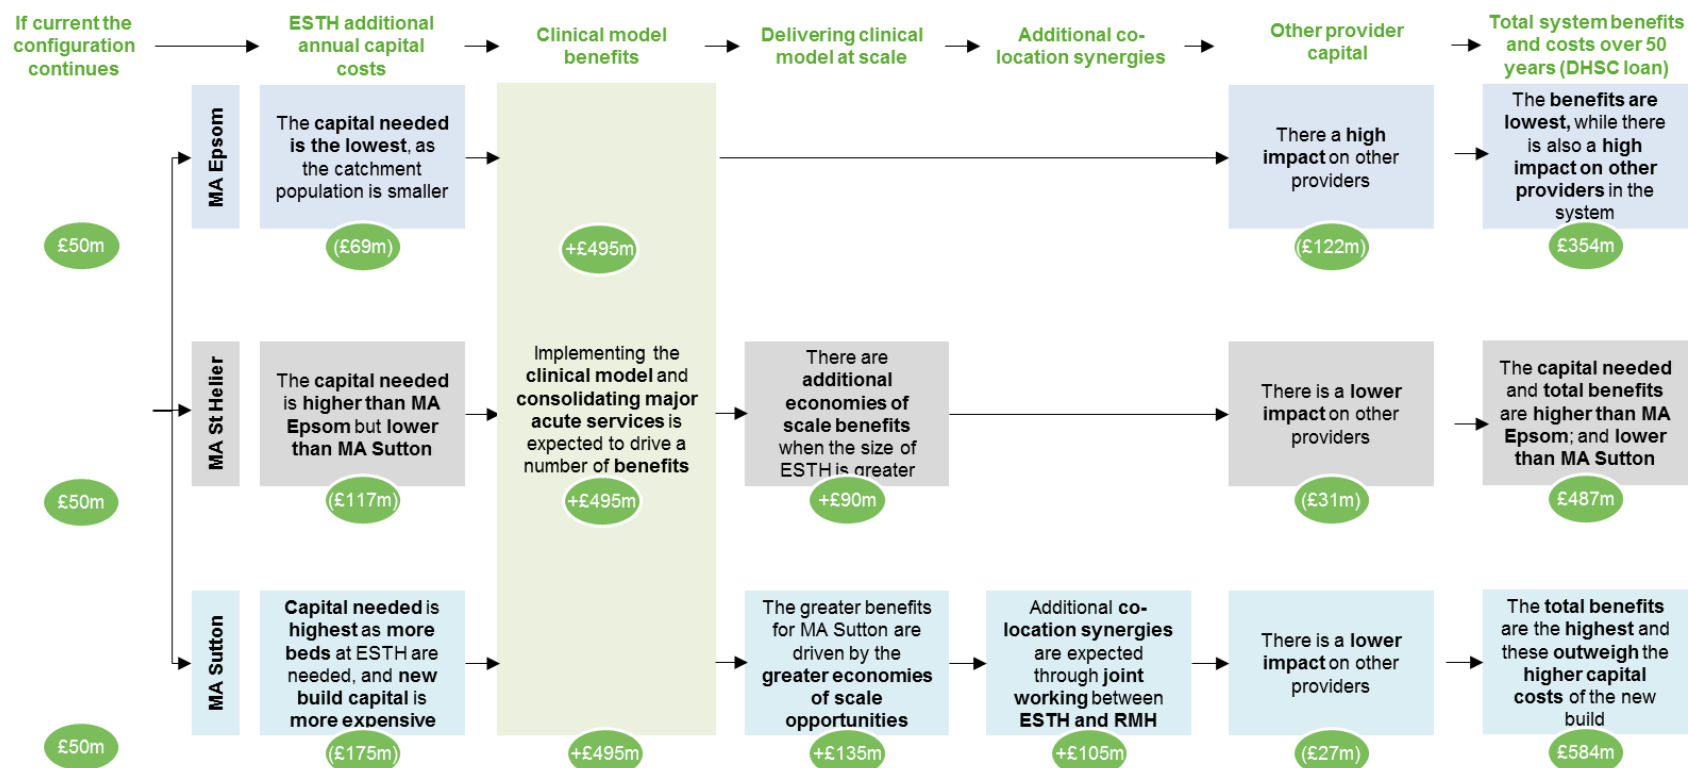 If current the
configuration
continues
ESTH additional
annual capital
costs
Clinical model
benefits
Delivering clinical
model at scale
Additional co-
location synergies
Other provider
capital
Total system benefits
and costs over 50
years (DHSC loan)
MA Epsom
The capital needed
is the lowest, as
the catchment
population is smaller
There a high
impact on other
providers
The benefits are
lowest, while there
is also a high
impact on other
providers in the
system
£50m
(£69m)
+£495m
(£122m)
£354m
MA St Helier
The capital needed
is higher than MA
Epsom but lower
than MA Sutton
Implementing the
clinical model and
consolidating major
acute services is
expected to drive a
number of benefits
There are
additional
economies of
scale benefits
when the size of
ESTH is greater
There is a lower
impact on other
providers
The capital needed
and total benefits
are higher than MA
Epsom; and lower
than MA Sutton
£50m
(£117m)
+£495m
+£90m
(£31m)
£487m
MA Sutton
Capital needed is
highest as more
beds at ESTH are
needed, and new
build capital is
more expensive
The greater benefits
for MA Sutton are
driven by the
greater economies
of scale
opportunities
Additional co-
location synergies
are expected
through joint
working between
ESTH and RMH
There is a lower
impact on other
providers
The total benefits
are the highest and
these outweigh the
higher capital
costs of the new
build
£50m
(£175m)
+£495m
+£135m
+£105m
(£27m)
£584m